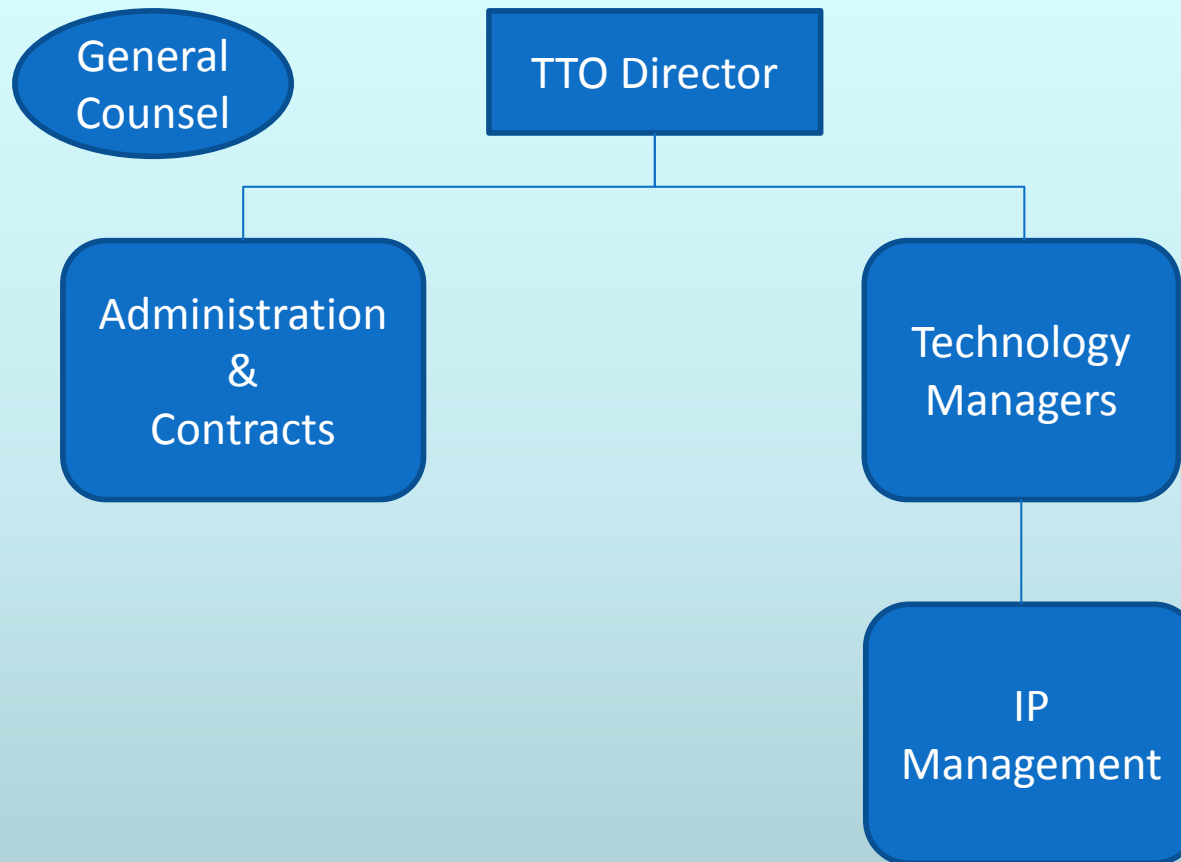 General
Counsel
TTO Director
Administration
&
Contracts
Technology
Managers
IP
Management